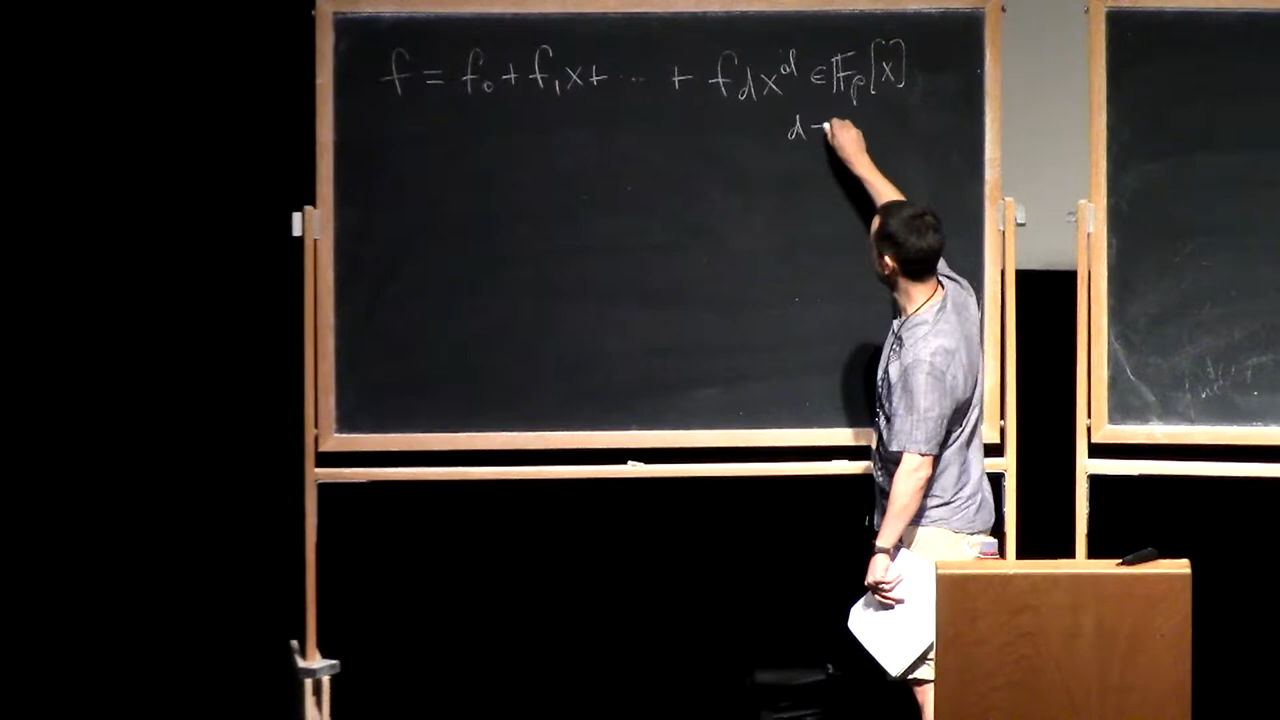 f = f₀ + f₁x + ... + f_d x^d ∈ 𝔽_p[x]
d -